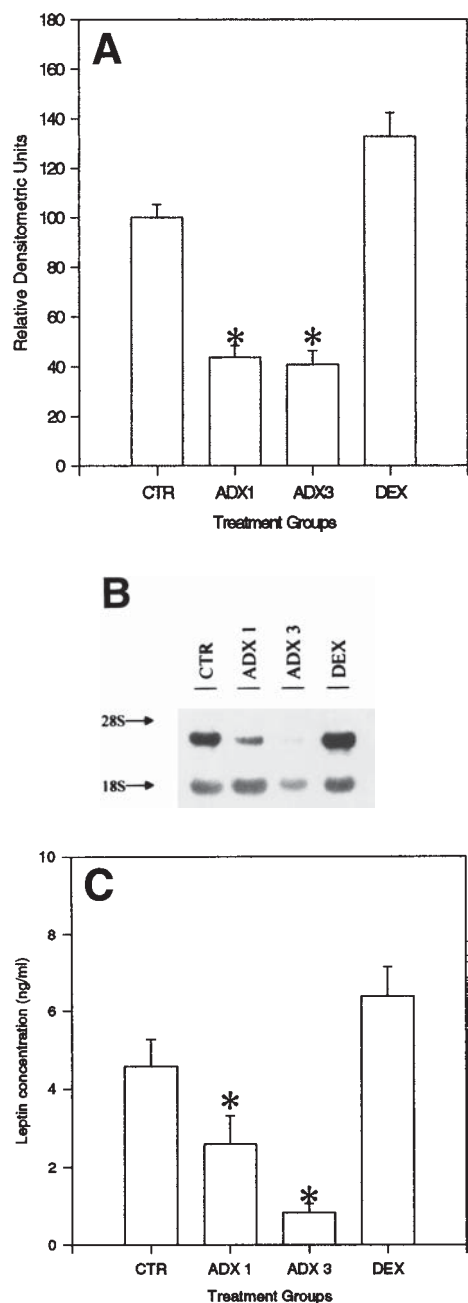 A
180
160
140
120
100
80
60
40
20
0
Relative Densitometric Units
* *
CTR ADX1 ADX3 DEX
Treatment Groups
B
CTR ADX 1 ADX 3 DEX
28S→
18S→
C
10
8
6
4
2
0
Leptin concentration (ng/ml)
*
*
CTR ADX 1 ADX 3 DEX
Treatment Groups